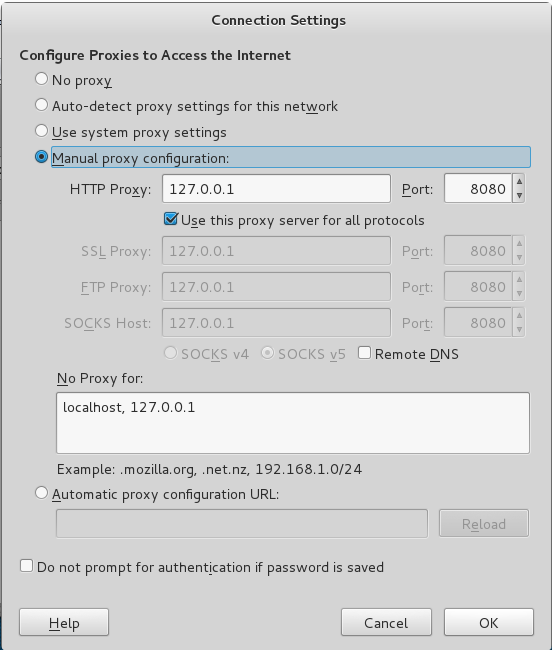 Connection Settings
Configure Proxies to Access the Internet
No proxy
Auto-detect proxy settings for this network
Use system proxy settings
Manual proxy configuration:
HTTP Proxy: 127.0.0.1 Port: 8080
Use this proxy server for all protocols
SSL Proxy: 127.0.0.1 Port: 8080
FTP Proxy: 127.0.0.1 Port: 8080
SOCKS Host: 127.0.0.1 Port: 8080
SOCKS v4 SOCKS v5 Remote DNS
No Proxy for:
localhost, 127.0.0.1
Example: .mozilla.org, .net.nz, 192.168.1.0/24
Automatic proxy configuration URL:
Reload
Do not prompt for authentication if password is saved
Help Cancel OK